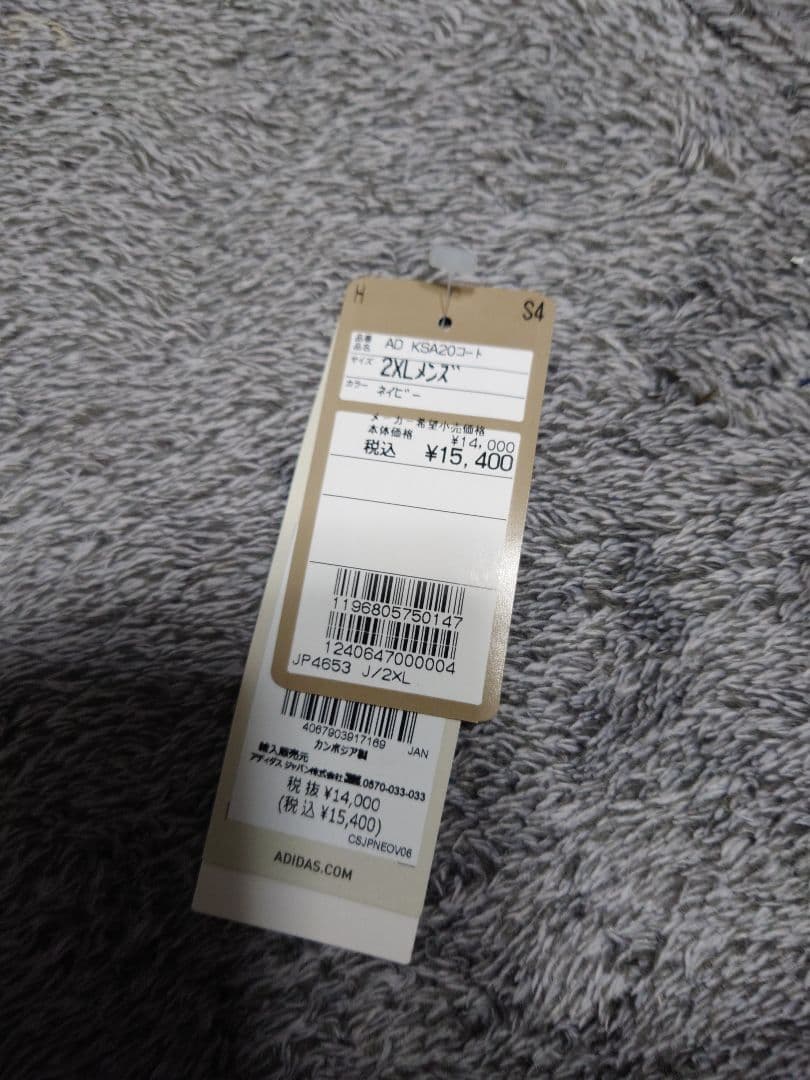 H
S4
品番
品名 AD KSA20コート
サイズ 2XLメンズ
カラー ネイビー
メーカー希望小売価格
本体価格 ¥14,000
税込 ¥15,400
1196805750147
1240647000004
JP4653 J/2XL
4067903917169 JAN
カンボジア製
輸入販売元
アディダス ジャパン株式会社 0570-033-033
税抜 ¥14,000
(税込 ¥15,400)
CSJPNEOV06
ADIDAS.COM